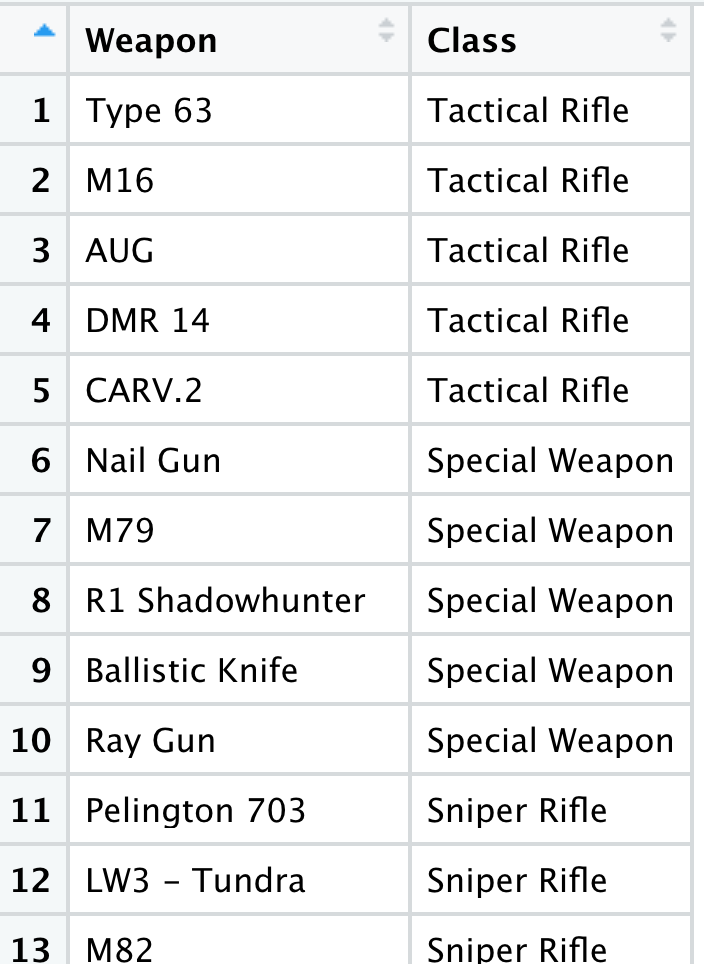 Weapon Class
1 Type 63 Tactical Rifle
2 M16 Tactical Rifle
3 AUG Tactical Rifle
4 DMR 14 Tactical Rifle
5 CARV.2 Tactical Rifle
6 Nail Gun Special Weapon
7 M79 Special Weapon
8 R1 Shadowhunter Special Weapon
9 Ballistic Knife Special Weapon
10 Ray Gun Special Weapon
11 Pelington 703 Sniper Rifle
12 LW3 – Tundra Sniper Rifle
13 M82 Sniper Rifle